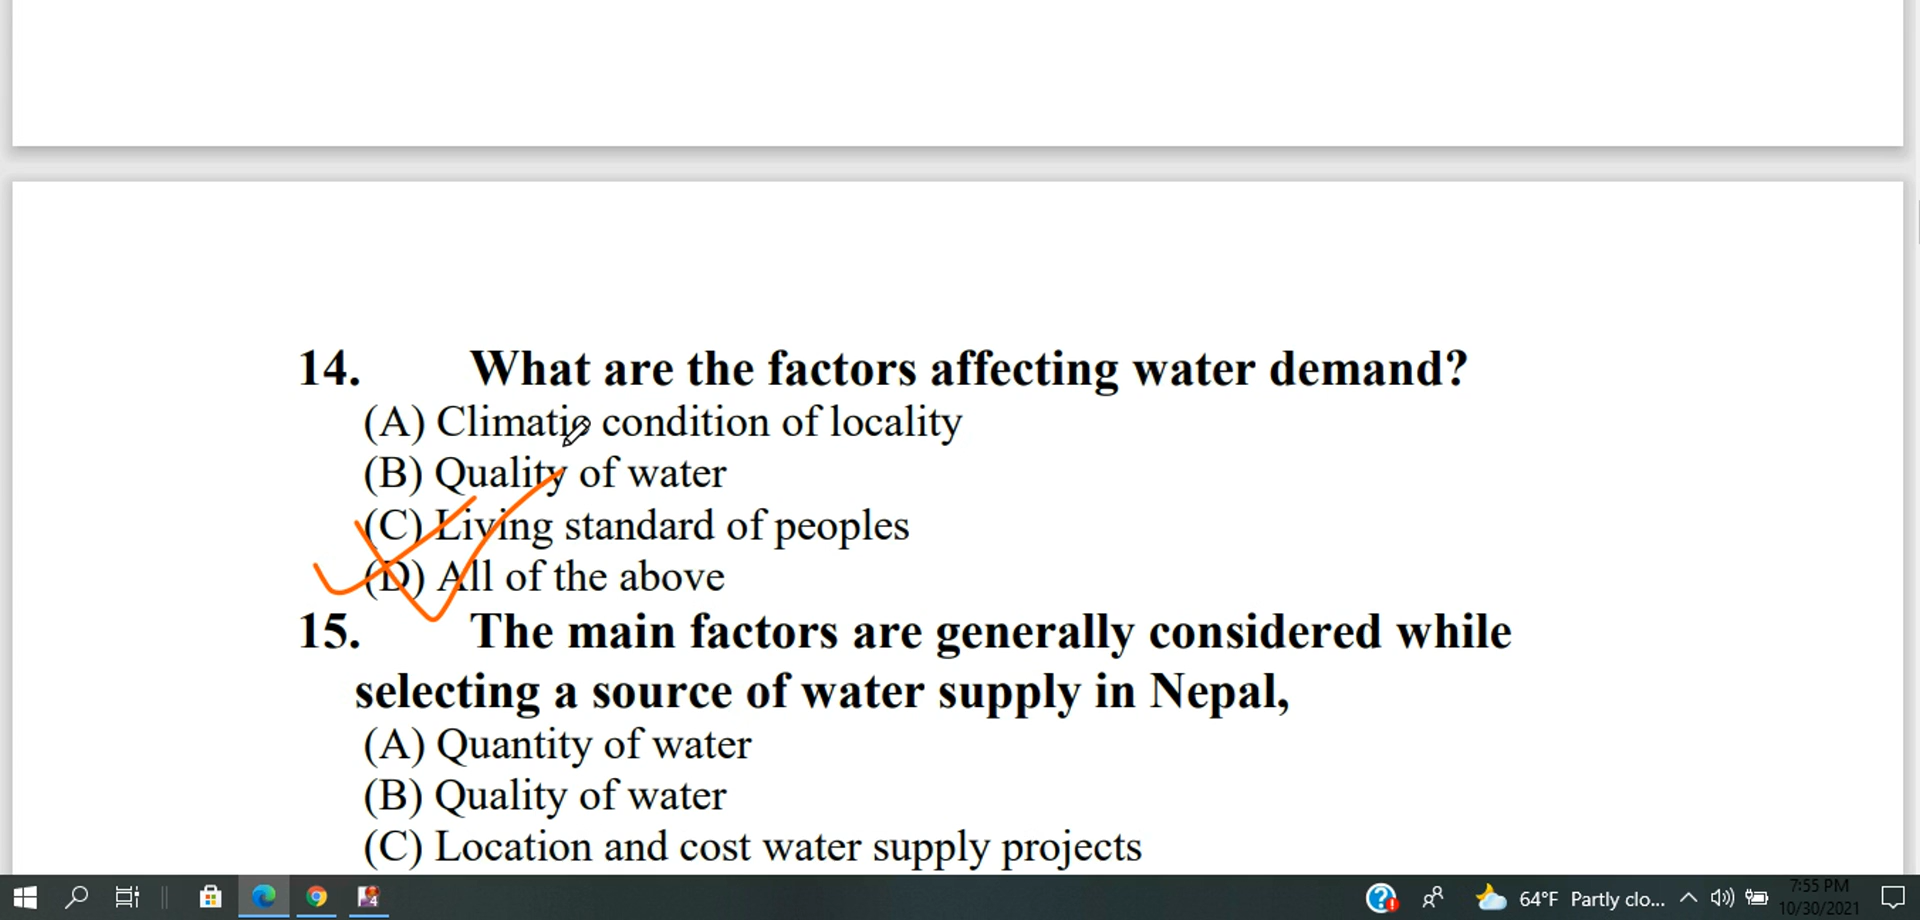 14. What are the factors affecting water demand?
(A) Climatic condition of locality
(B) Quality of water
(C) Living standard of peoples
(D) All of the above
15. The main factors are generally considered while
selecting a source of water supply in Nepal,
(A) Quantity of water
(B) Quality of water
(C) Location and cost water supply projects
64°F Partly clo...
7:55 PM
10/30/2021